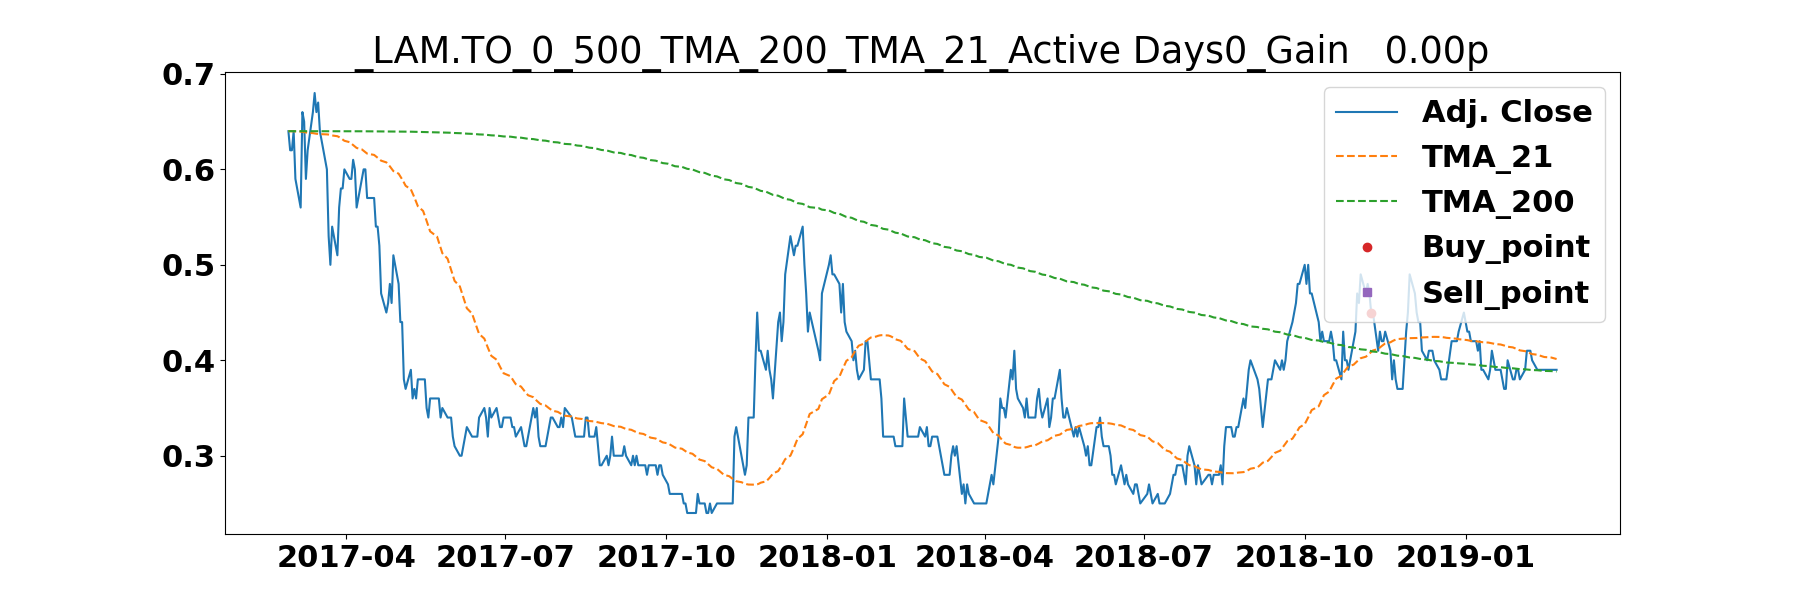 _LAM.TO_0_500_TMA_200_TMA_21_Active Days0_Gain   0.00p
0.7
0.6
0.5
0.4
0.3
Adj. Close
TMA_21
TMA_200
Buy_point
Sell_point
2017-04 2017-07 2017-10 2018-01 2018-04 2018-07 2018-10 2019-01